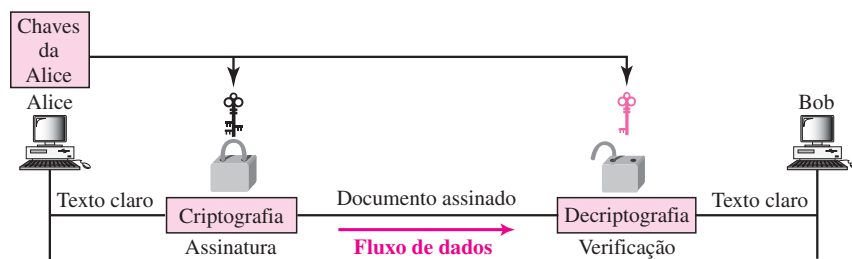 Chaves
da
Alice
Alice
Bob
Texto claro
Criptografia
Documento assinado
Decriptografia
Texto claro
Assinatura
Fluxo de dados
Verificação